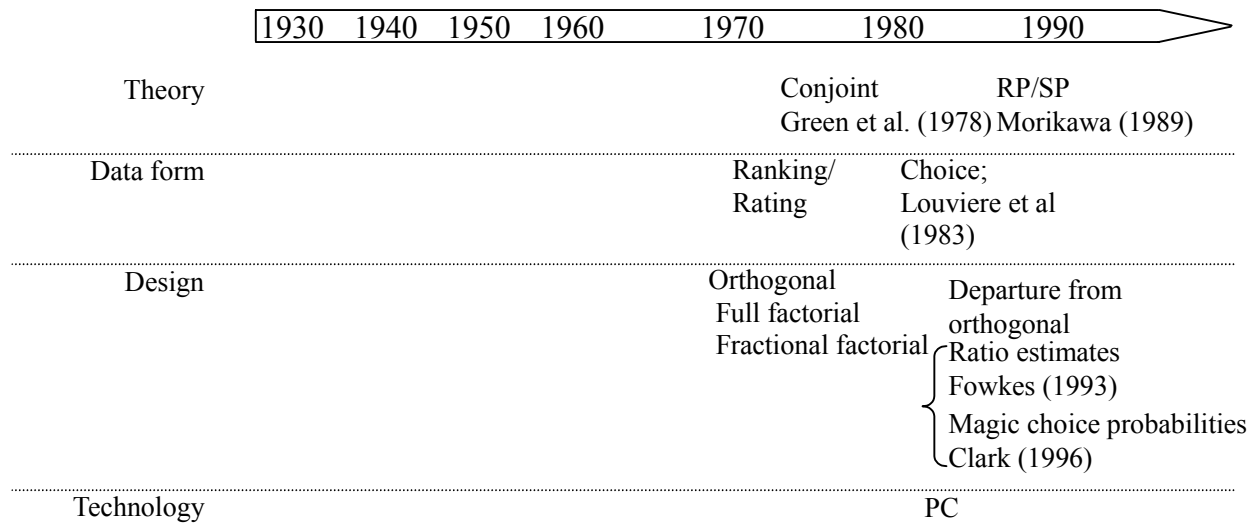 1930 1940 1950 1960 1970 1980 1990
Theory
Conjoint
Green et al. (1978)
RP/SP
Morikawa (1989)
Data form
Ranking/
Rating
Choice;
Louviere et al
(1983)
Design
Orthogonal
Full factorial
Fractional factorial
Departure from
orthogonal
Ratio estimates
Fowkes (1993)
Magic choice probabilities
Clark (1996)
Technology
PC